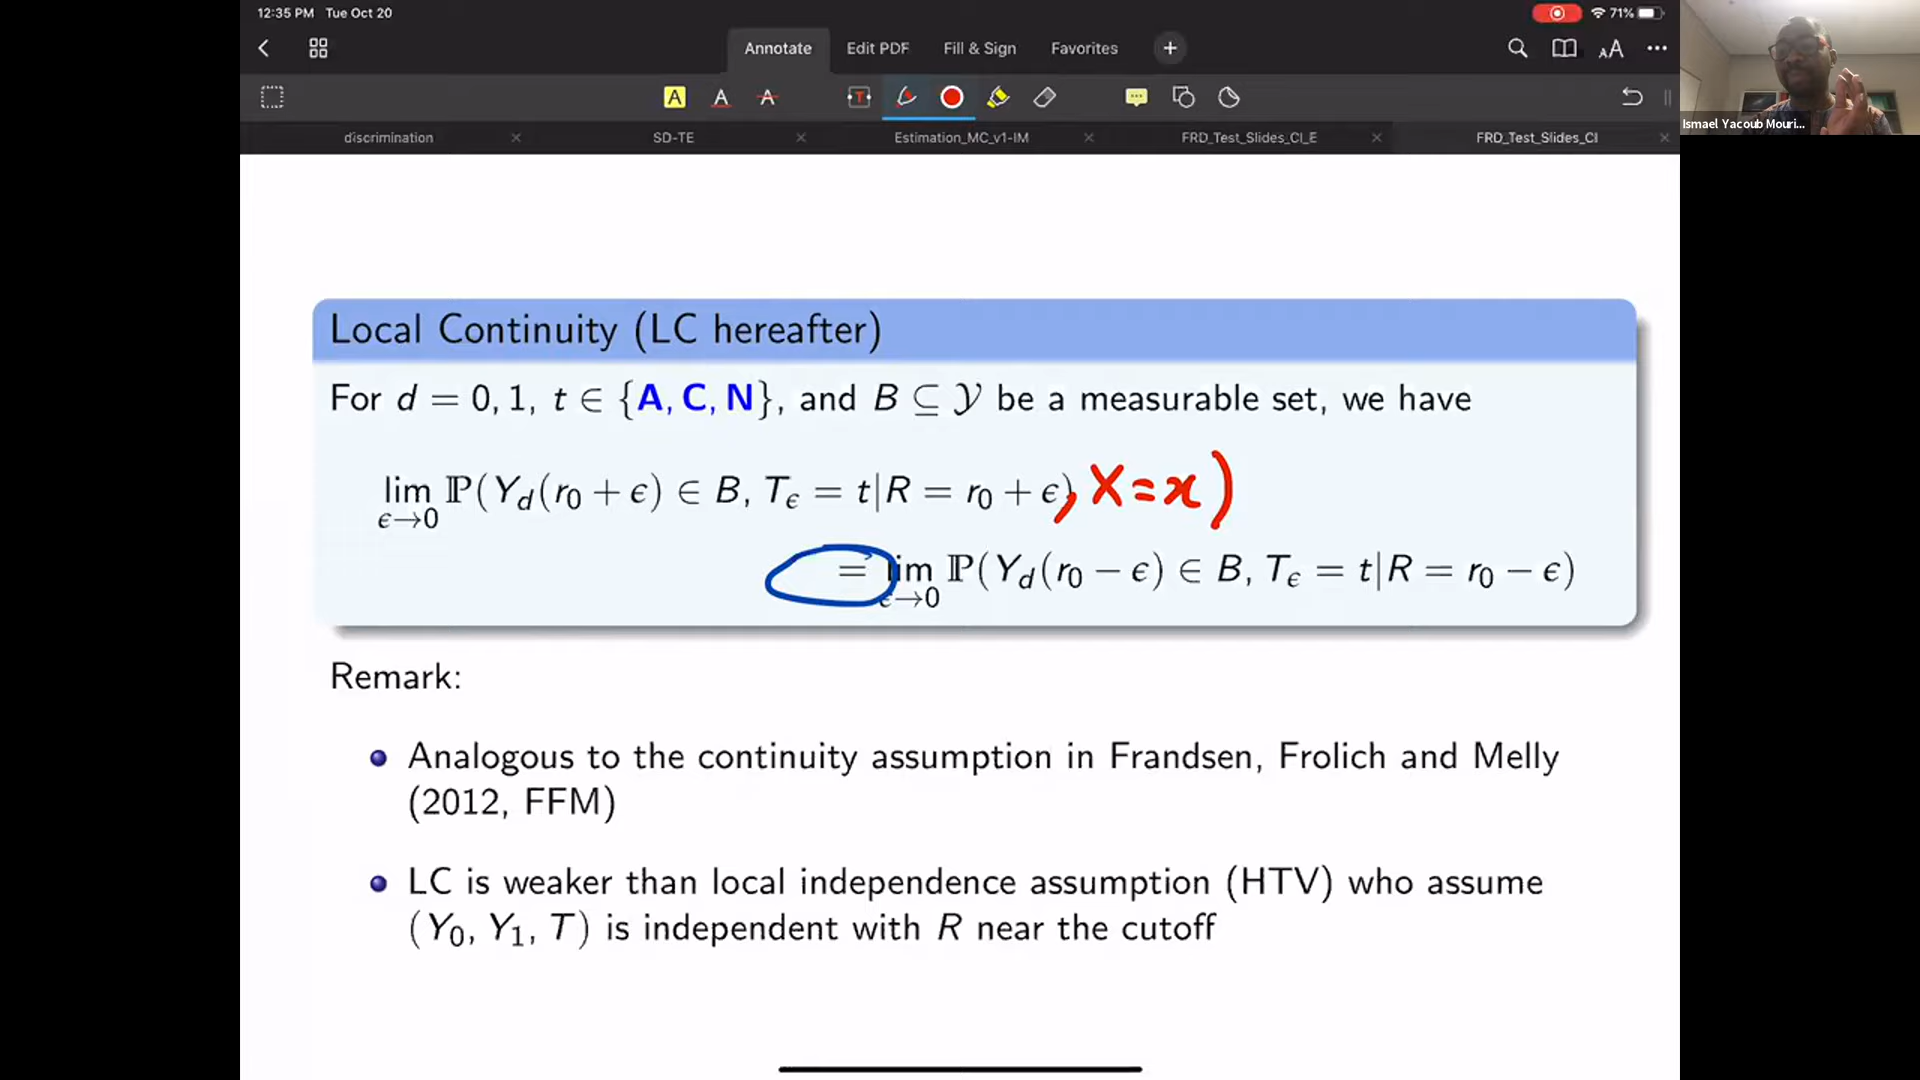 12:35 PM Tue Oct 20
71%
Annotate Edit PDF Fill & Sign Favorites
discrimination SD-TE Estimation_MC_v1-IM FRD_Test_Slides_CI_E FRD_Test_Slides_CI
Ismael Yacoub Mouri...
Local Continuity (LC hereafter)
For d = 0, 1, t ∈ {A, C, N}, and B ⊆ 𝒴 be a measurable set, we have
lim ϵ→0 ℙ(Y_d(r_0 + ϵ) ∈ B, T_ϵ = t|R = r_0 + ϵ), X = x)
= lim ϵ→0 ℙ(Y_d(r_0 − ϵ) ∈ B, T_ϵ = t|R = r_0 − ϵ)
Remark:
Analogous to the continuity assumption in Frandsen, Frolich and Melly
(2012, FFM)
LC is weaker than local independence assumption (HTV) who assume
(Y_0, Y_1, T) is independent with R near the cutoff